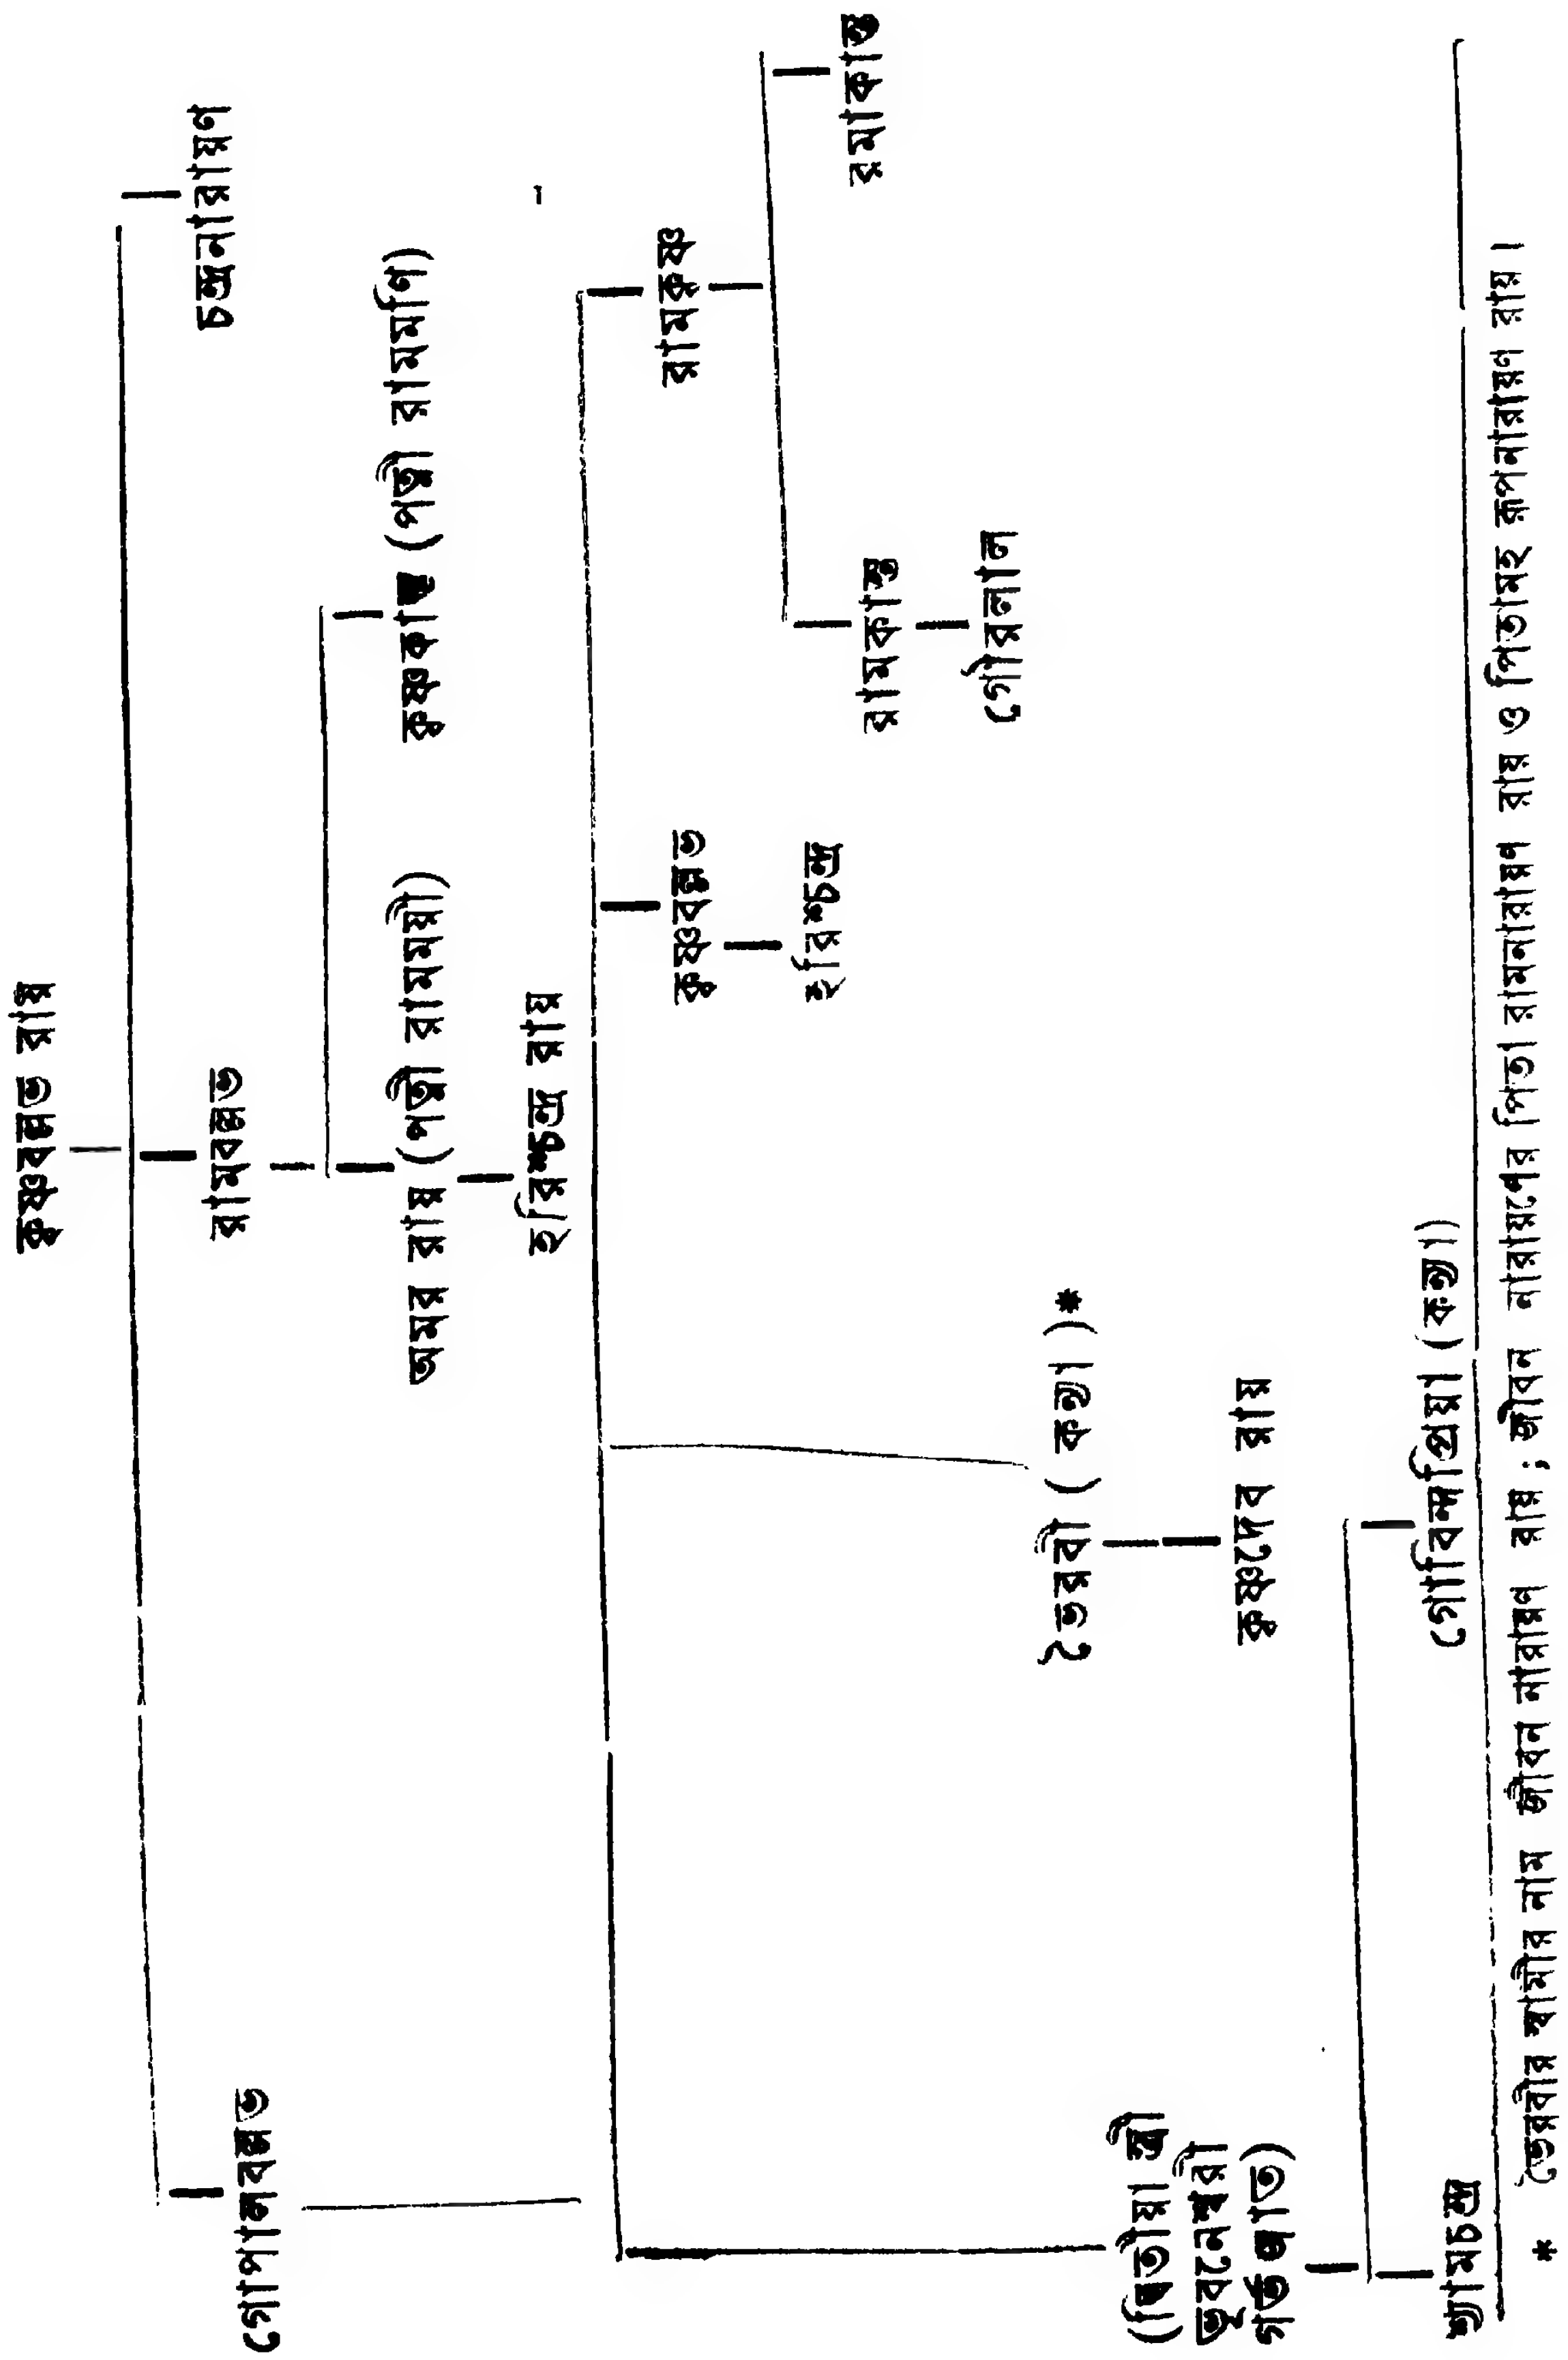 কৃষ্ণবল্লভ রায়
গোপালবল্লভ
রামবল্লভ
চন্দ্রনারায়ণ
অমর রায় (পত্নী রামময়ী)
কৃষ্ণকান্ত (পত্নী রামমণি)
হরিশ্চন্দ্র রায়
কৃষ্ণবল্লভ
রামকৃষ্ণ
হরিশ্চন্দ্র
রামকান্ত
রমাকান্ত
গৌরলাল
ভৈরবী (কন্যা)*
(দ্বিতীয়া স্ত্রী
ভুবনেশ্বরী
গর্ভজাত)
কৃষ্ণদেব রায়
শ্যামচন্দ্র
গোবিন্দপ্রিয়া (কন্যা)
* ভৈরবীর স্বামীর নাম জীবন নারায়ণ রায়; জীবন নারায়ণের পিতা রামনারায়ণ রায় ও পিতামহ রূপনারায়ণ রায়।